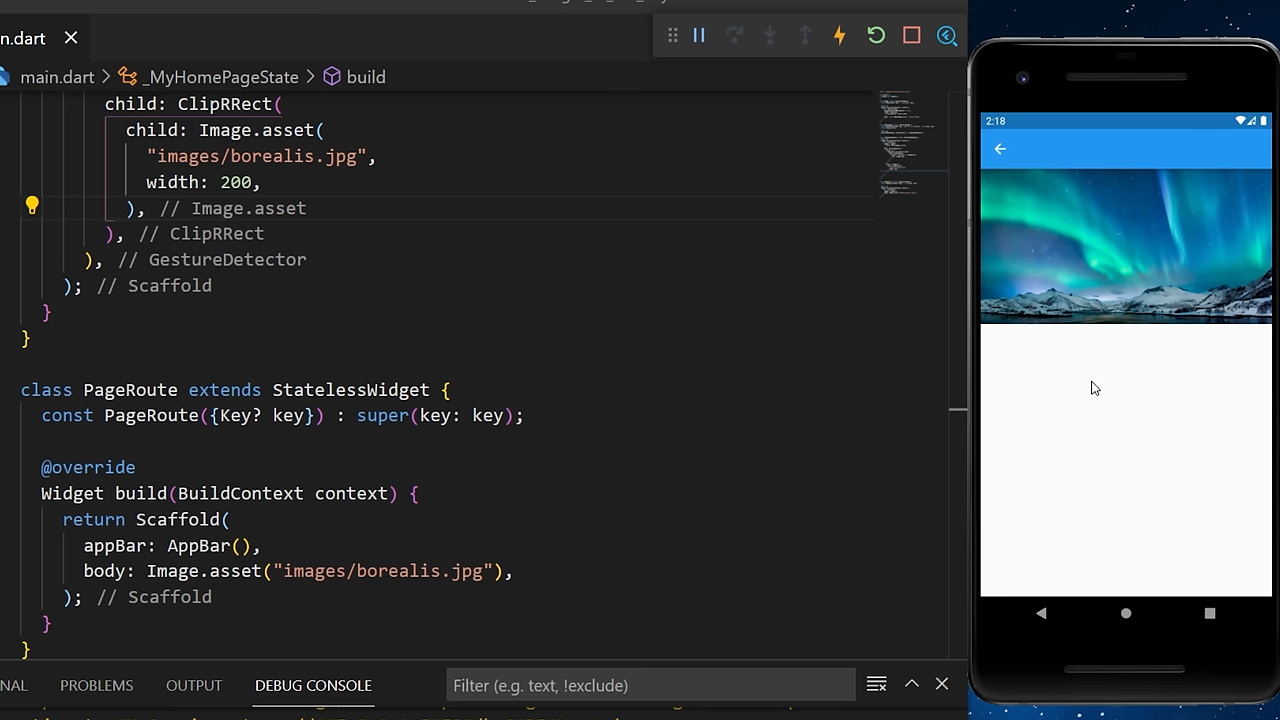 n.dart
main.dart > _MyHomePageState > build
child: ClipRRect(
child: Image.asset(
"images/borealis.jpg",
width: 200,
), // Image.asset
), // ClipRRect
), // GestureDetector
); // Scaffold
}
}
class PageRoute extends StatelessWidget {
const PageRoute({Key? key}) : super(key: key);
@override
Widget build(BuildContext context) {
return Scaffold(
appBar: AppBar(),
body: Image.asset("images/borealis.jpg"),
); // Scaffold
}
}
NAL PROBLEMS OUTPUT DEBUG CONSOLE Filter (e.g. text, !exclude)
2:18